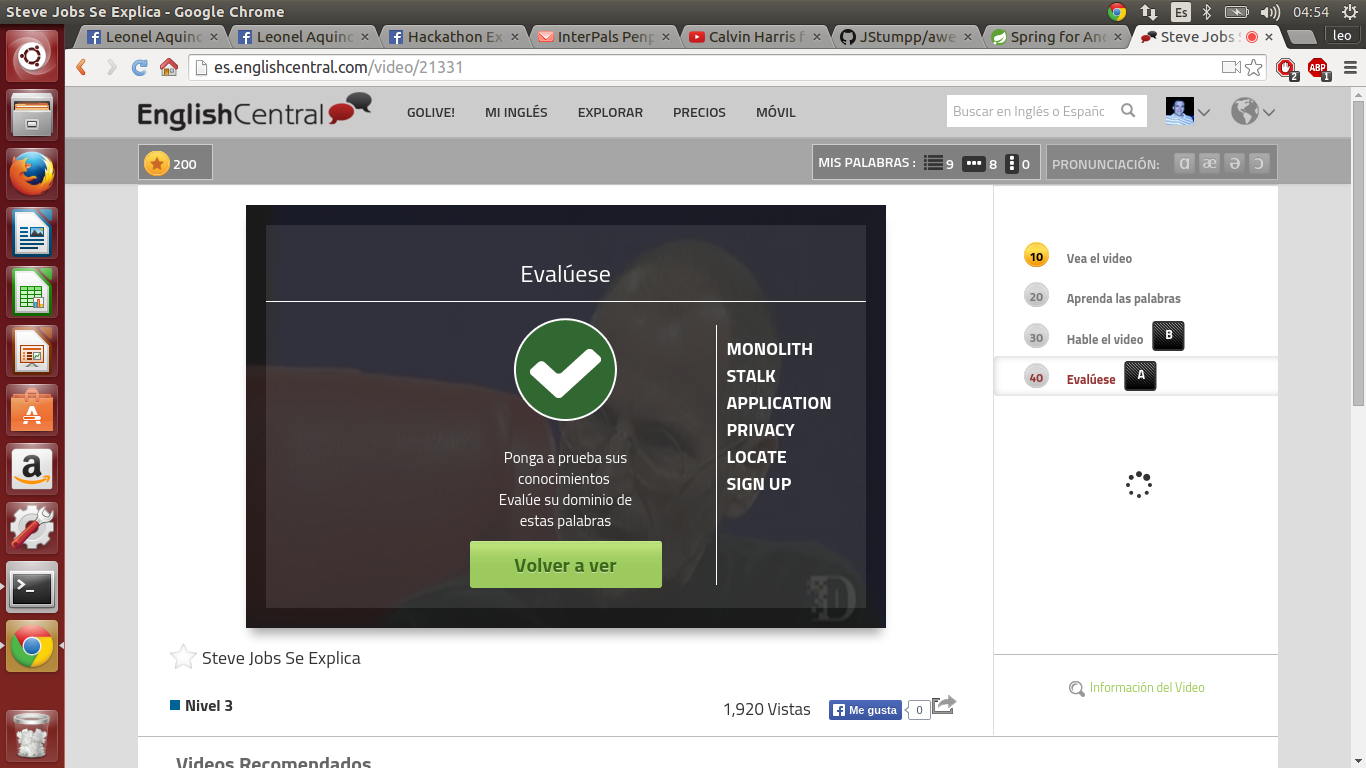 Steve Jobs Se Explica - Google Chrome
Es
04:54
Leonel Aquino
Leonel Aquino
Hackathon Ex
InterPals Penp
Calvin Harris f
JStumpp/awe
Spring for And
Steve Jobs S
leo
es.englishcentral.com/video/21331
2
ABP
1
EnglishCentral
GOLIVE!
MI INGLÉS
EXPLORAR
PRECIOS
MÓVIL
Buscar en Inglés o Españo
200
MIS PALABRAS : 9 8 0
PRONUNCIACIÓN: ɑ æ ə ɔ
Evalúese
Ponga a prueba sus
conocimientos
Evalúe su dominio de
estas palabras
Volver a ver
MONOLITH
STALK
APPLICATION
PRIVACY
LOCATE
SIGN UP
D
10 Vea el video
20 Aprenda las palabras
30 Hable el video B
40 Evalúese A
Información del Video
Steve Jobs Se Explica
Nivel 3
1,920 Vistas
Me gusta
0
Videos Recomendados